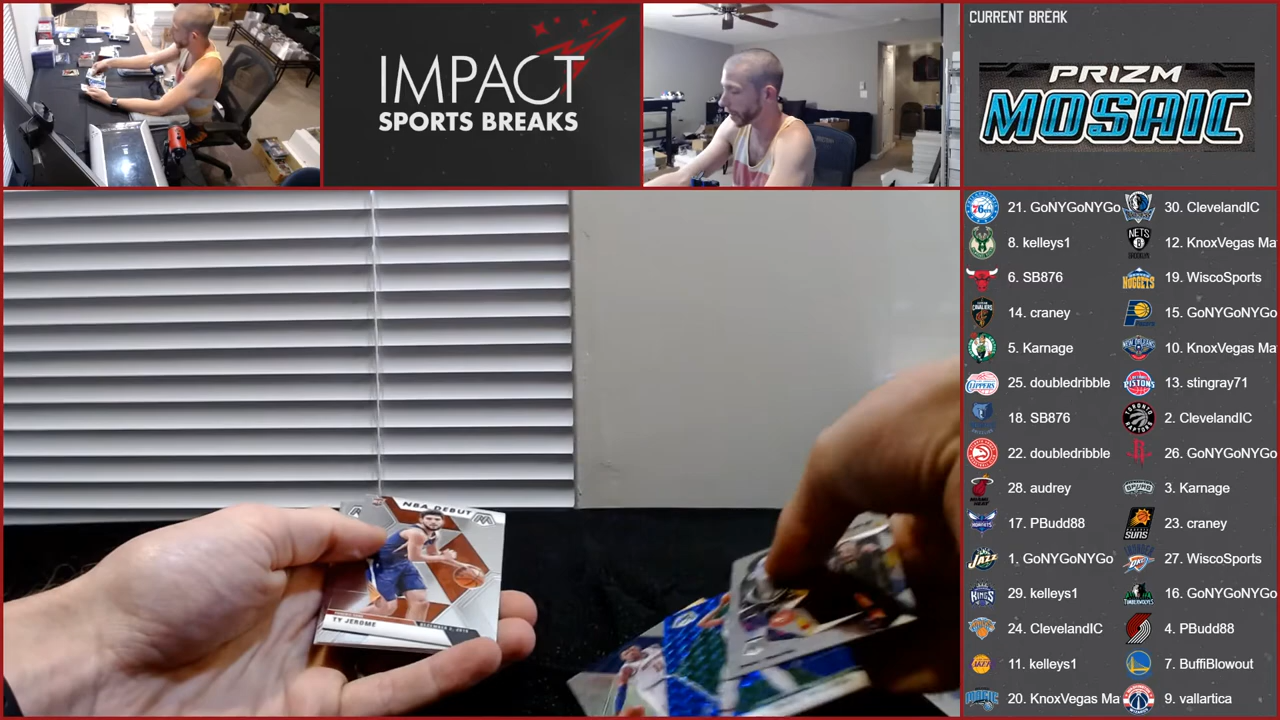 IMPACT
SPORTS BREAKS
CURRENT BREAK
PRIZM
MOSAIC
21. GoNYGoNYGo
30. ClevelandIC
8. kelleys1
12. KnoxVegas Ma
6. SB876
19. WiscoSports
14. craney
15. GoNYGoNYGo
5. Karnage
10. KnoxVegas Ma
25. doubledribble
13. stingray71
18. SB876
2. ClevelandIC
22. doubledribble
26. GoNYGoNYGo
28. audrey
3. Karnage
17. PBudd88
23. craney
1. GoNYGoNYGo
27. WiscoSports
29. kelleys1
16. GoNYGoNYGo
24. ClevelandIC
4. PBudd88
11. kelleys1
7. BuffiBlowout
20. KnoxVegas Ma
9. vallartica
NBA DEBUT
TY JEROME